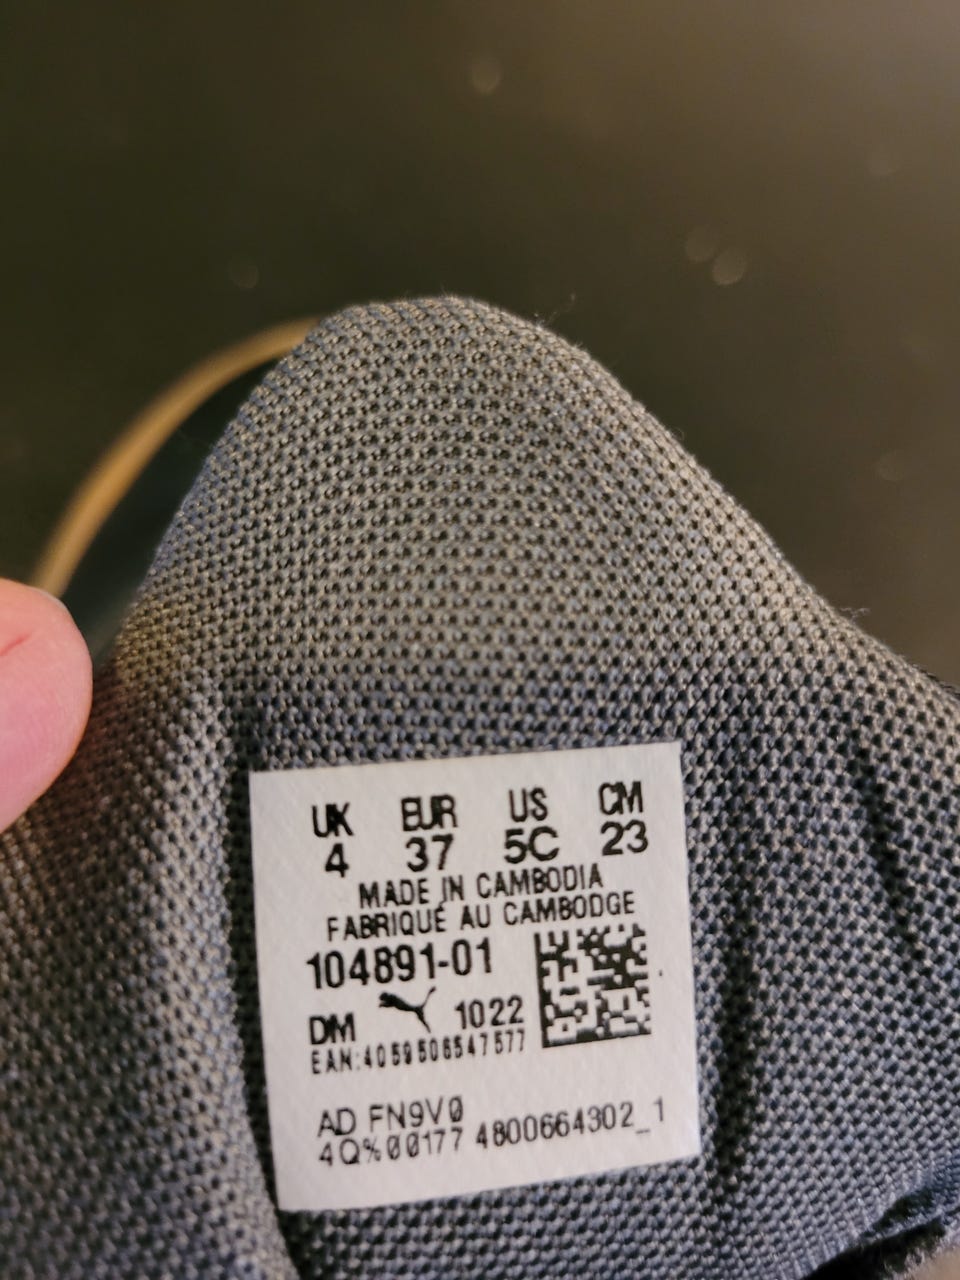 UK EUR US CM
4 37 5C 23
MADE IN CAMBODIA
FABRIQUÉ AU CAMBODGE
104891-01
DM 1022
EAN:4059506547577
AD FN9V0
4Q%00177 4800664302_1